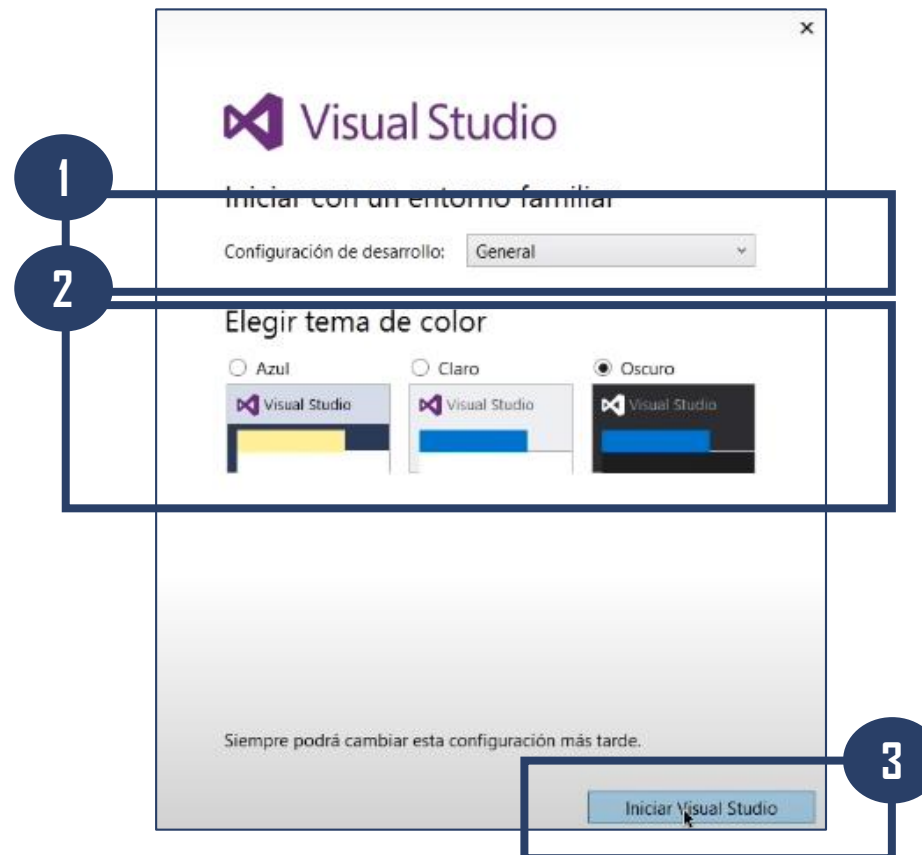 ×
Visual Studio
1
Iniciar con un entorno familiar
Configuración de desarrollo: General
2
Elegir tema de color
Azul Claro Oscuro
Visual Studio Visual Studio Visual Studio
Siempre podrá cambiar esta configuración más tarde.
3
Iniciar Visual Studio